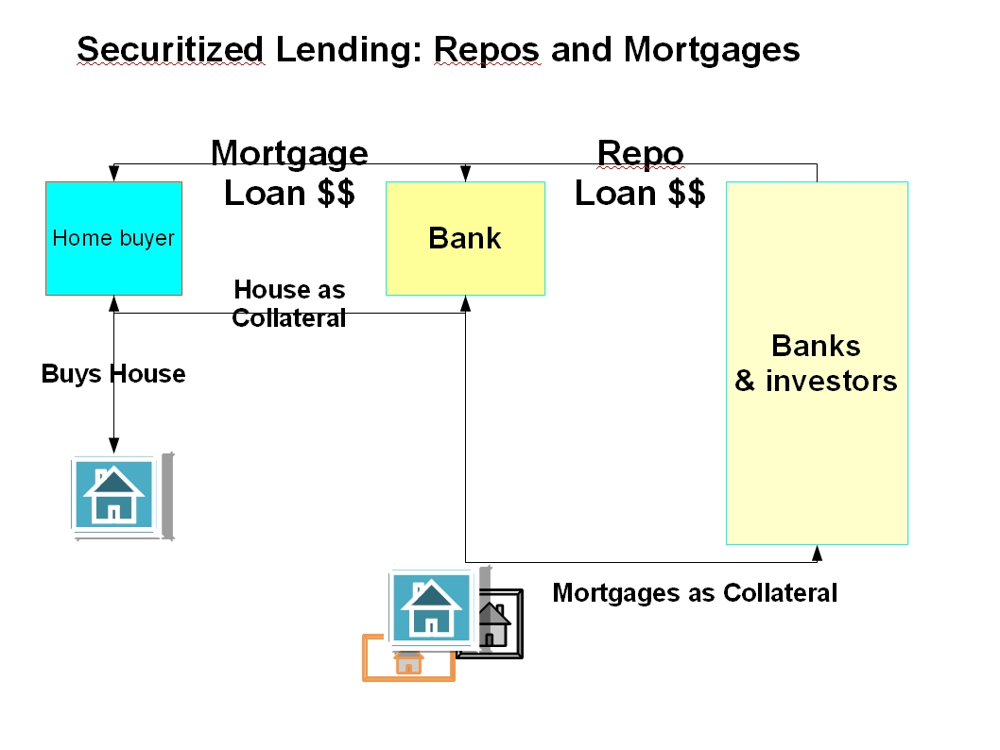 Securitized Lending: Repos and Mortgages
Mortgage
Loan $$
Repo
Loan $$
Home buyer
Bank
House as
Collateral
Banks
& investors
Buys House
Mortgages as Collateral